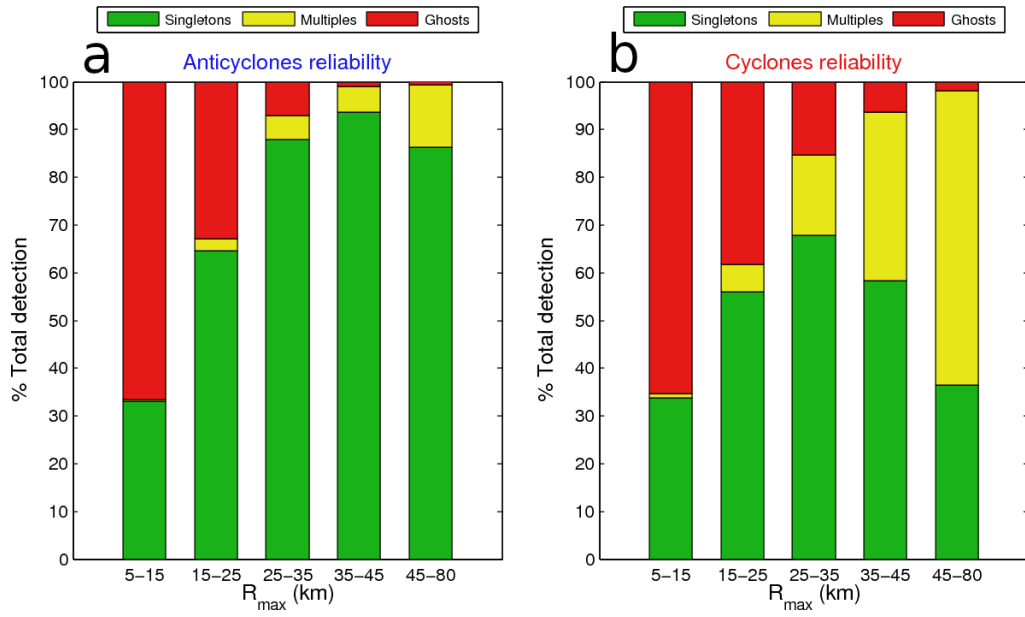 Singletons Multiples Ghosts
a
Anticyclones reliability
100
90
80
70
60
50
40
30
20
10
0
% Total detection
5-15 15-25 25-35 35-45 45-80
R_max (km)
Singletons Multiples Ghosts
b
Cyclones reliability
100
90
80
70
60
50
40
30
20
10
0
% Total detection
5-15 15-25 25-35 35-45 45-80
R_max (km)